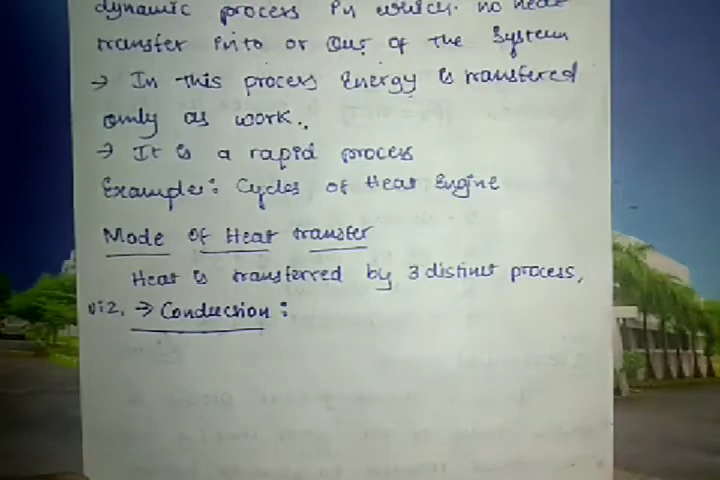 dynamic process in which no heat
transfer into or out of the System
→ In this process Energy is transfered
only as work.
→ It is a rapid process
Example: Cycles of Heat Engine
Mode of Heat transfer
Heat is transferred by 3 distinct process,
viz. → Conduction :